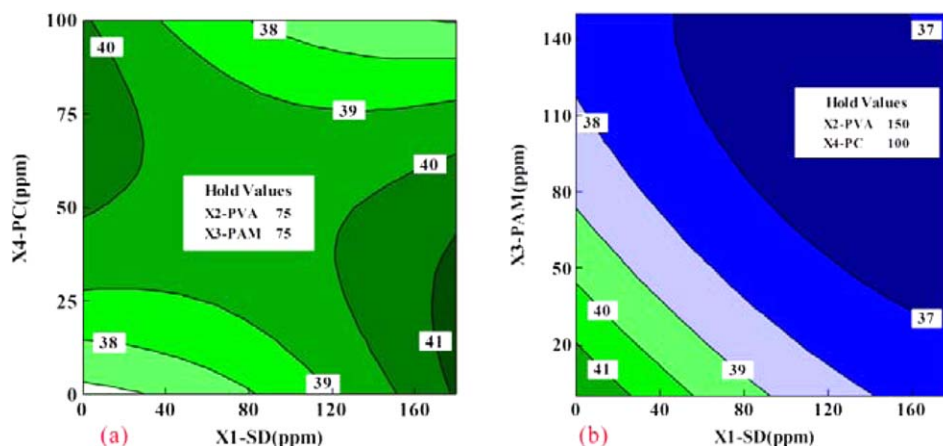 100
75
50
25
0
X4-PC(ppm)
40
38
39
40
Hold Values
X2-PVA 75
X3-PAM 75
38
39
41
0
40
80
120
160
(a)
X1-SD(ppm)
140
110
80
50
20
X3-PAM(ppm)
37
Hold Values
X2-PVA 150
X4-PC 100
38
37
40
39
41
0
40
80
120
160
(b)
X1-SD(ppm)